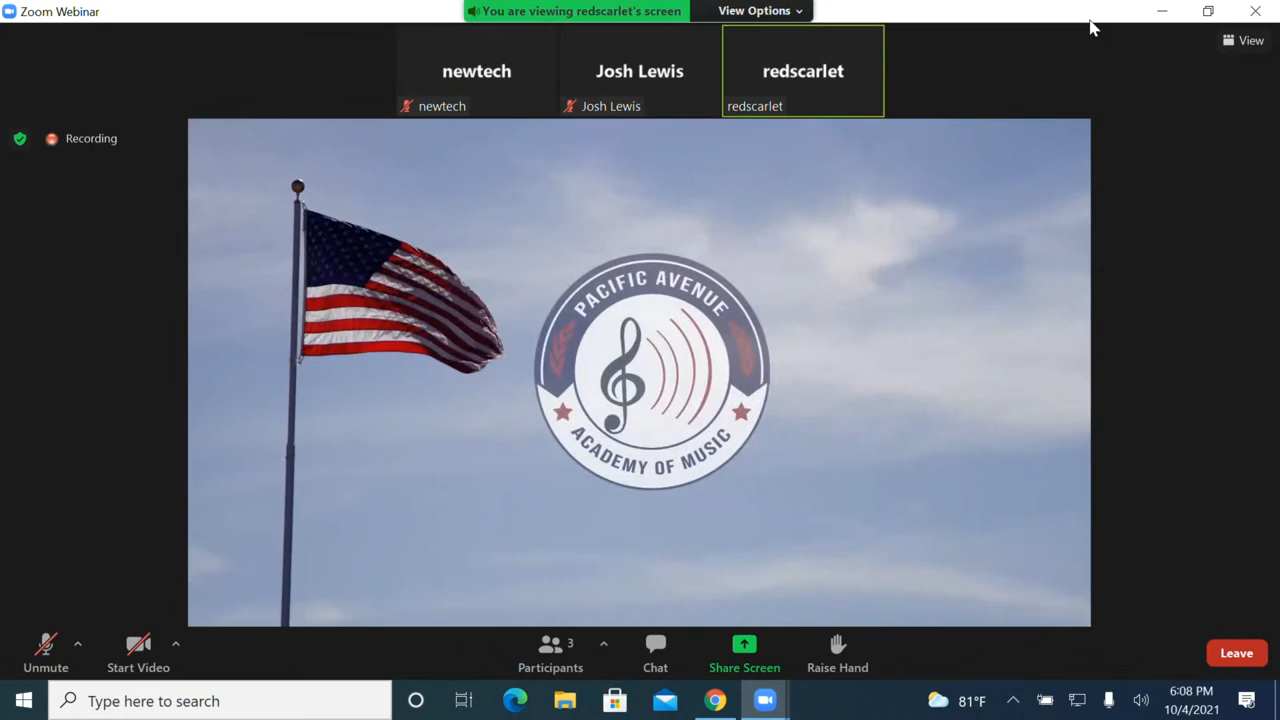 Zoom Webinar
You are viewing redscarlet's screen
View Options
View
newtech
Josh Lewis
redscarlet
newtech
Josh Lewis
redscarlet
Recording
PACIFIC AVENUE
ACADEMY OF MUSIC
Unmute
Start Video
3
Participants
Chat
Share Screen
Raise Hand
Leave
Type here to search
81°F
6:08 PM
10/4/2021